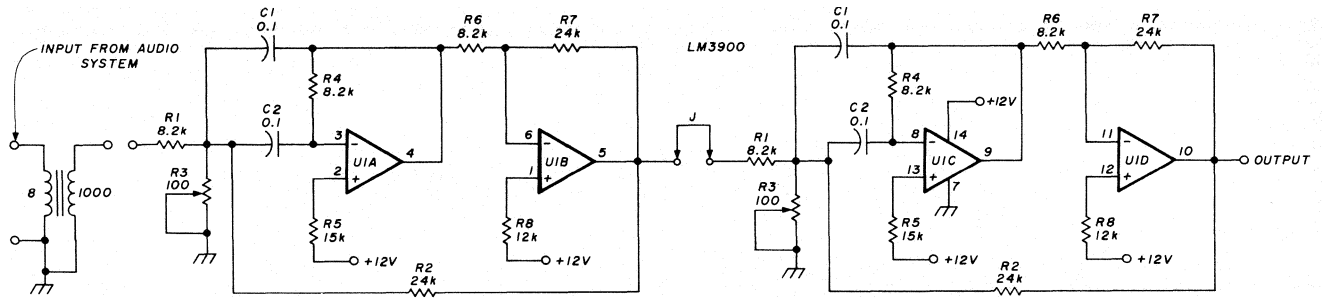 INPUT FROM AUDIO
SYSTEM
8
1000
R1
8.2k
C1
0.1
C2
0.1
R3
100
R4
8.2k
3
−
2
+
U1A
4
R5
15k
+12V
R6
8.2k
R7
24k
6
−
1
+
U1B
5
R8
12k
+12V
R2
24k
LM3900
J
R1
8.2k
C1
0.1
C2
0.1
R3
100
R4
8.2k
+12V
8
−
13
+
14
U1C
9
7
R5
15k
+12V
R6
8.2k
R7
24k
11
−
12
+
U1D
10
OUTPUT
R8
12k
+12V
R2
24k